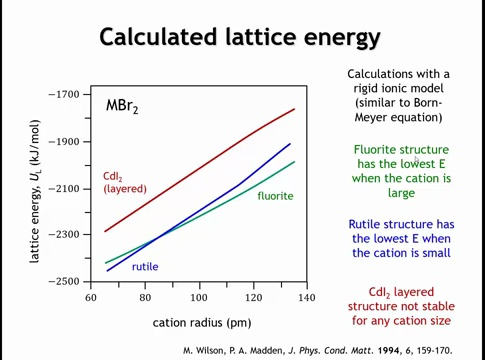 Calculated lattice energy
MBr₂
lattice energy, U_L (kJ/mol)
-1700
-1900
-2100
-2300
-2500
60
80
100
120
140
cation radius (pm)
CdI₂
(layered)
fluorite
rutile
Calculations with a
rigid ionic model
(similar to Born-
Meyer equation)
Fluorite structure
has the lowest E
when the cation is
large
Rutile structure has
the lowest E when
the cation is small
CdI₂ layered
structure not stable
for any cation size
M. Wilson, P. A. Madden, J. Phys. Cond. Matt. 1994, 6, 159-170.